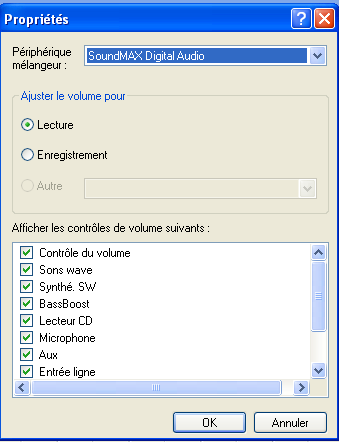 Propriétés
Périphérique
mélangeur :
SoundMAX Digital Audio
Ajuster le volume pour
Lecture
Enregistrement
Autre
Afficher les contrôles de volume suivants :
Contrôle du volume
Sons wave
Synthé. SW
BassBoost
Lecteur CD
Microphone
Aux
Entrée ligne
OK
Annuler